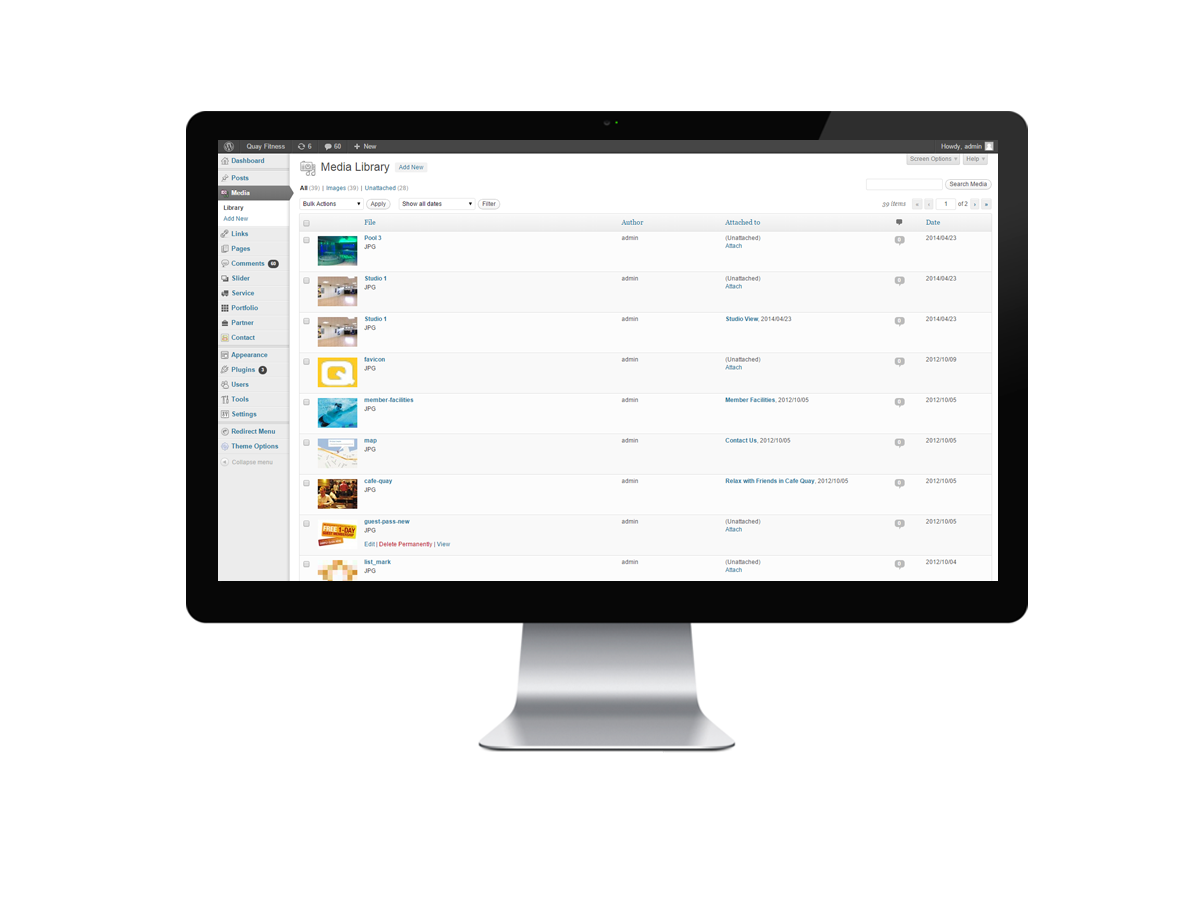 Quay Fitness 6 60 + New Howdy, admin
Dashboard
Posts
Media
Library
Add New
Links
Pages
Comments 60
Slider
Service
Portfolio
Partner
Contact
Appearance
Plugins 3
Users
Tools
Settings
Redirect Menu
Theme Options
Collapse menu
Screen Options Help
Media Library Add New
All (39) | Images (39) | Unattached (28)
Search Media
Bulk Actions Apply Show all dates Filter 39 items « ‹ 1 of 2 › »
File Author Attached to Date
Pool 3 admin (Unattached) 0 2014/04/23
JPG Attach
Studio 1 admin (Unattached) 0 2014/04/23
JPG Attach
Studio 1 admin Studio View, 2014/04/23 0 2014/04/23
JPG
Q
favicon admin (Unattached) 0 2012/10/09
JPG Attach
member-facilities admin Member Facilities, 2012/10/05 0 2012/10/05
JPG
map admin Contact Us, 2012/10/05 0 2012/10/05
JPG
cafe-quay admin Relax with Friends in Cafe Quay, 2012/10/05 0 2012/10/05
JPG
FREE 1-DAY
guest-pass-new admin (Unattached) 0 2012/10/05
JPG Attach
Edit | Delete Permanently | View
list_mark admin (Unattached) 0 2012/10/04
JPG Attach